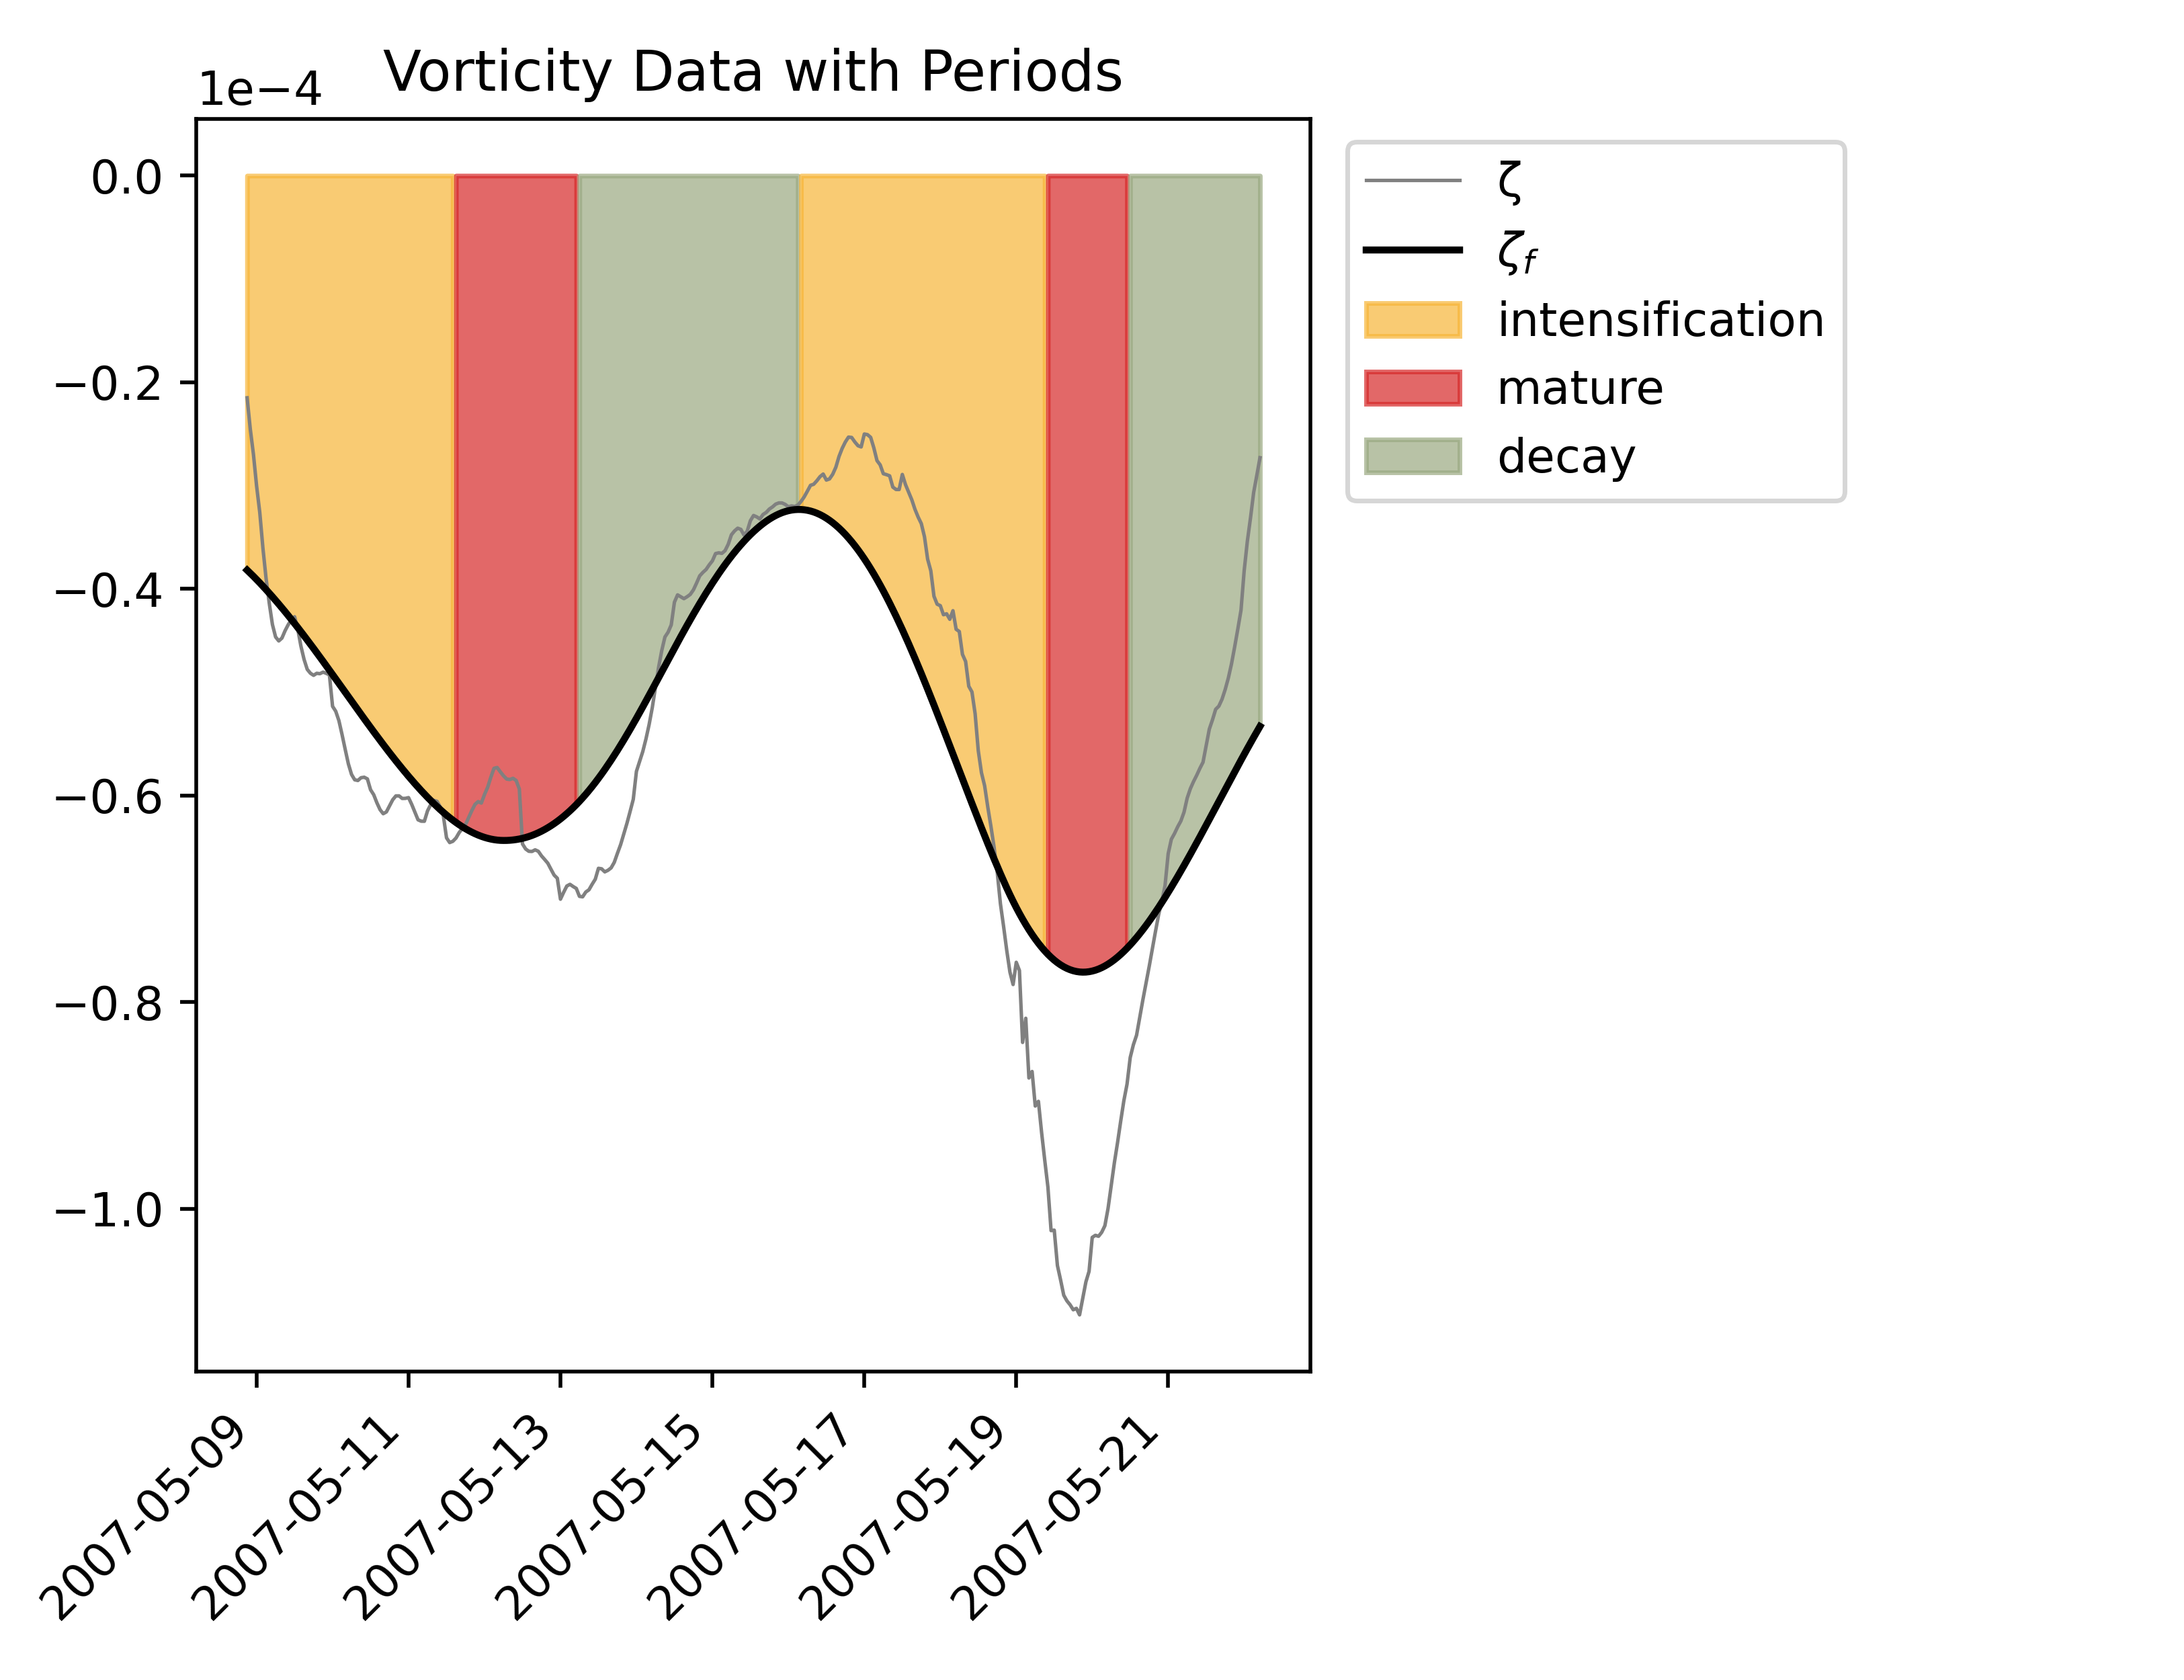 Vorticity Data with Periods
1e−4
0.0
−0.2
−0.4
−0.6
−0.8
−1.0
2007-05-09
2007-05-11
2007-05-13
2007-05-15
2007-05-17
2007-05-19
2007-05-21
ζ
ζf
intensification
mature
decay